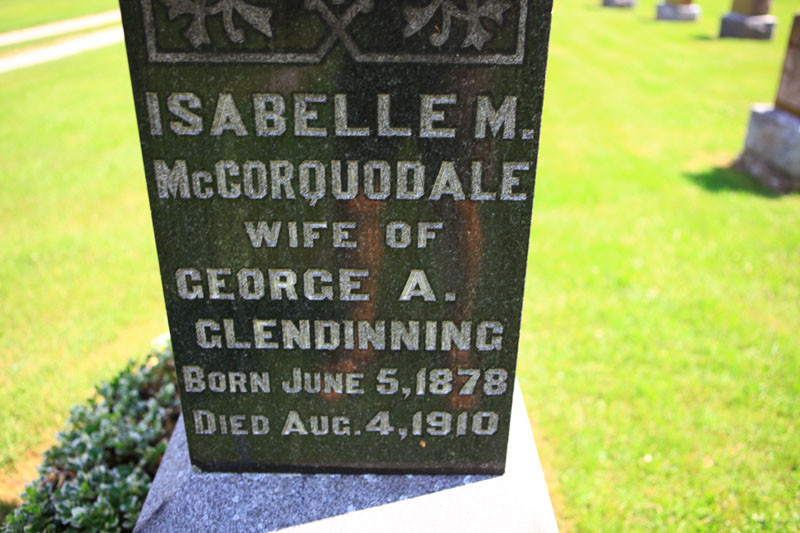 ISABELLE M.
McCORQUODALE
WIFE OF
GEORGE A.
GLENDINNING
BORN JUNE 5, 1878
DIED AUG. 4, 1910